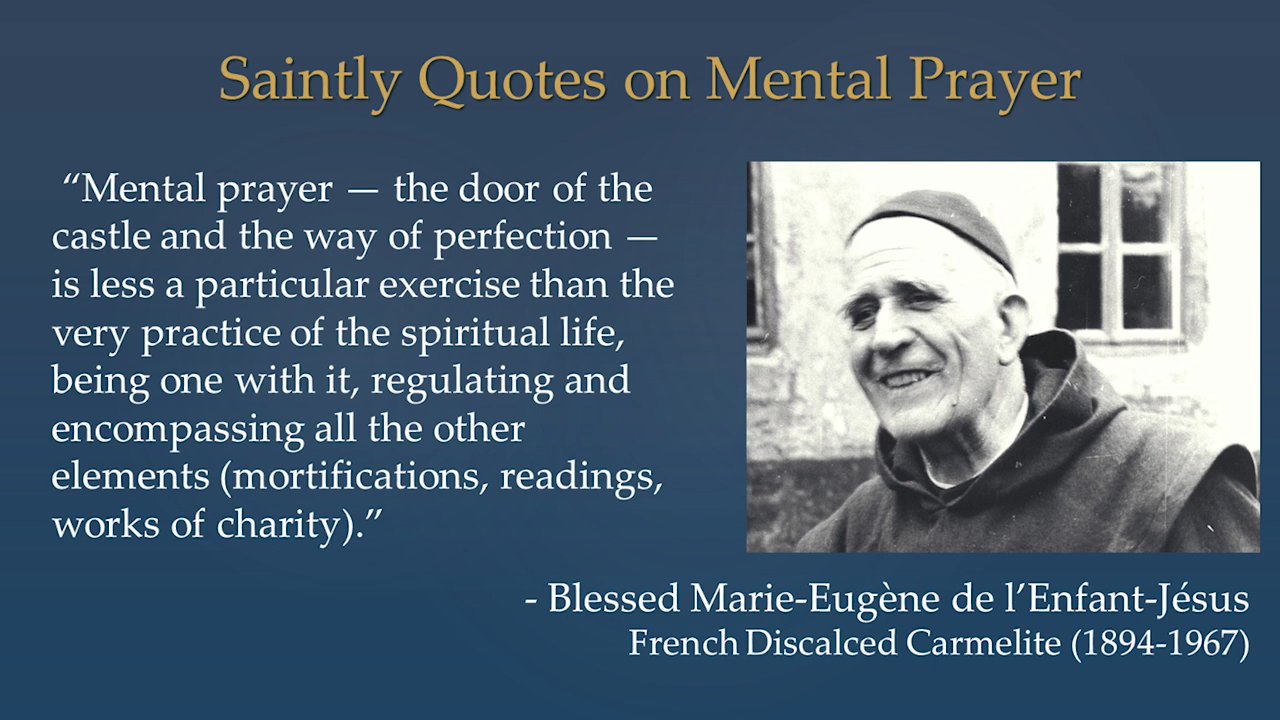 Saintly Quotes on Mental Prayer
“Mental prayer — the door of the
castle and the way of perfection —
is less a particular exercise than the
very practice of the spiritual life,
being one with it, regulating and
encompassing all the other
elements (mortifications, readings,
works of charity).”
- Blessed Marie-Eugène de l’Enfant-Jésus
French Discalced Carmelite (1894-1967)